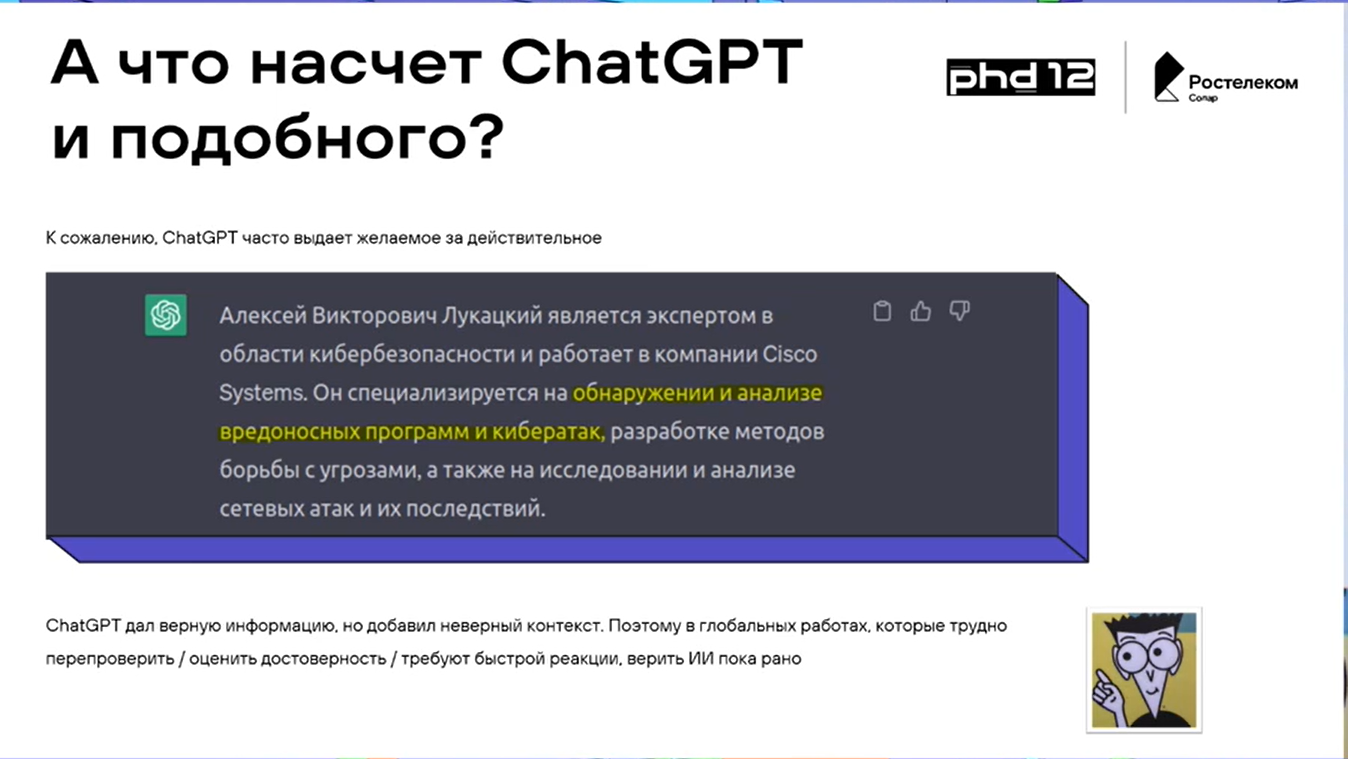 А что насчет ChatGPT
и подобного?
phd 12
Ростелеком
Солар
К сожалению, ChatGPT часто выдает желаемое за действительное
Алексей Викторович Лукацкий является экспертом в
области кибербезопасности и работает в компании Cisco
Systems. Он специализируется на обнаружении и анализе
вредоносных программ и кибератак, разработке методов
борьбы с угрозами, а также на исследовании и анализе
сетевых атак и их последствий.
ChatGPT дал верную информацию, но добавил неверный контекст. Поэтому в глобальных работах, которые трудно
перепроверить / оценить достоверность / требуют быстрой реакции, верить ИИ пока рано